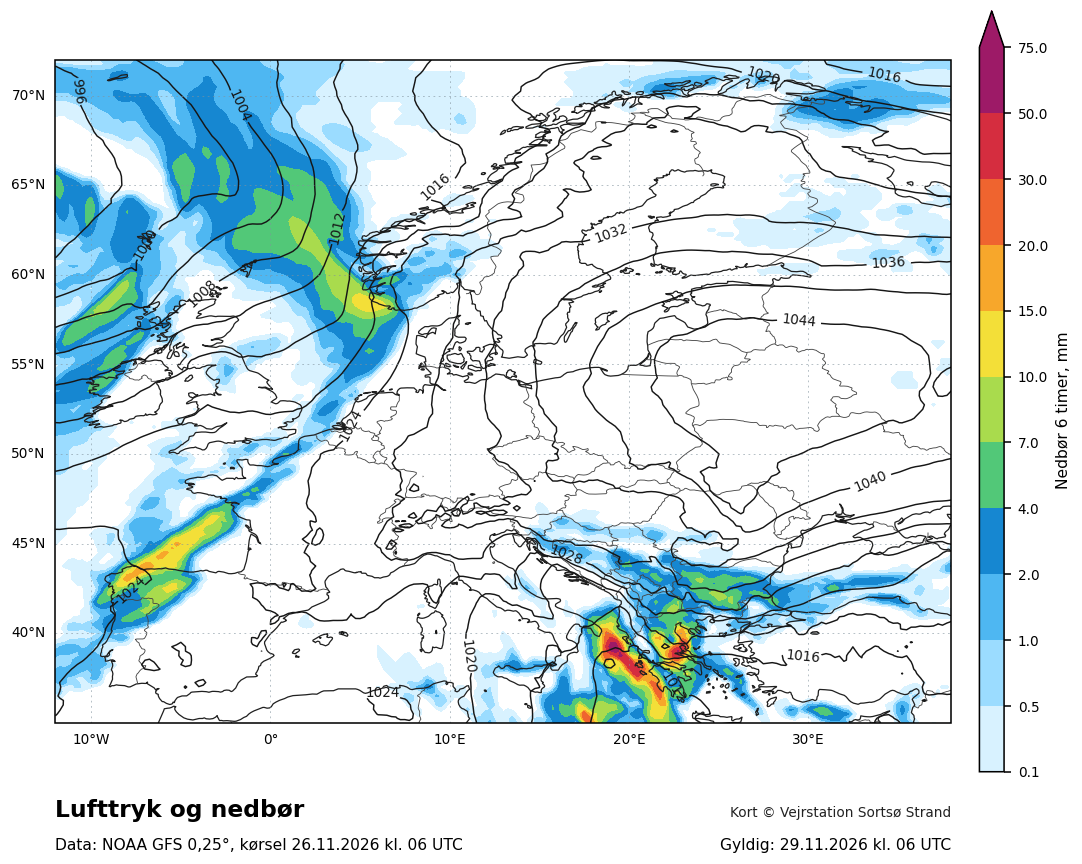 75.0
50.0
30.0
20.0
15.0
10.0
7.0
4.0
2.0
1.0
0.5
0.1
Nedbør 6 timer, mm
70°N
65°N
60°N
55°N
50°N
45°N
40°N
10°W
0°
10°E
20°E
30°E
996
1004
1012
1016
1020
1016
1032
1036
1044
1008
1024
1040
1028
1024
1020
1016
1024
Lufttryk og nedbør
Kort © Vejrstation Sortsø Strand
Data: NOAA GFS 0,25°, kørsel 26.11.2026 kl. 06 UTC
Gyldig: 29.11.2026 kl. 06 UTC